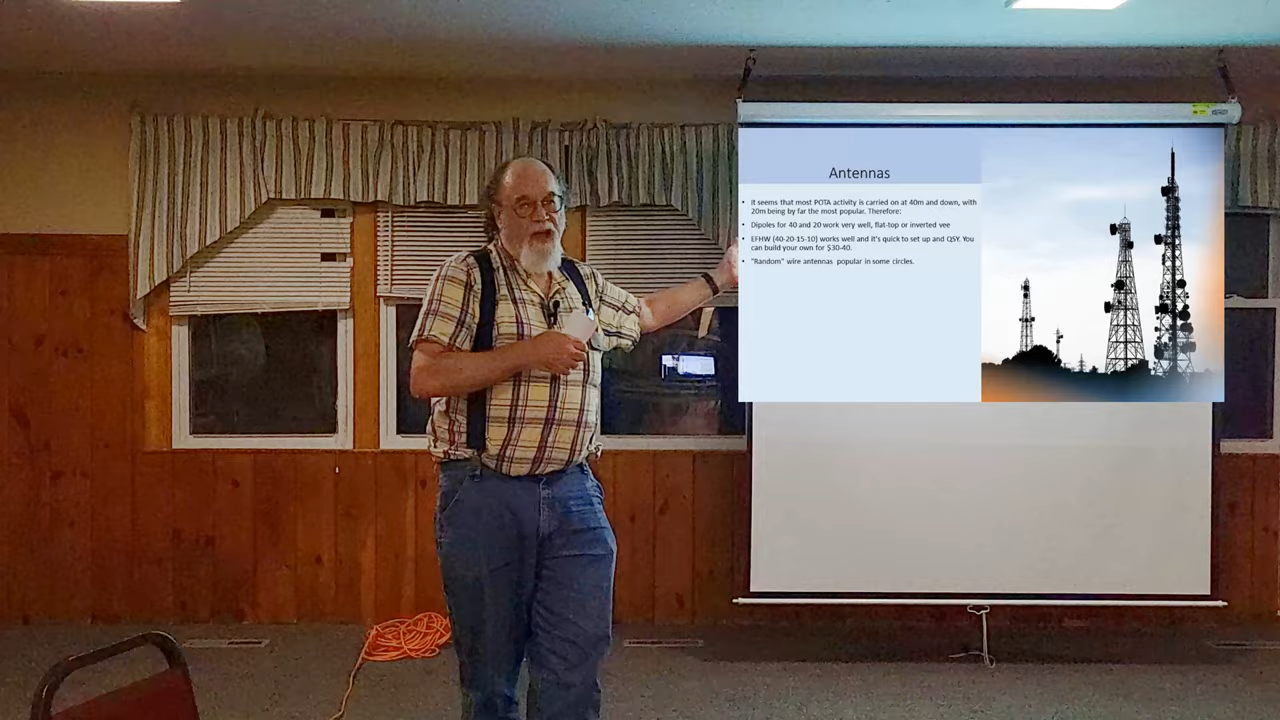 Antennas
• It seems that most POTA activity is carried on at 40m and down, with
20m being by far the most popular. Therefore:
• Dipoles for 40 and 20 work very well, flat-top or inverted vee
• EFHW (40-20-15-10) works well and it's quick to set up and QSY. You
can build your own for $30-40.
• "Random" wire antennas popular in some circles.